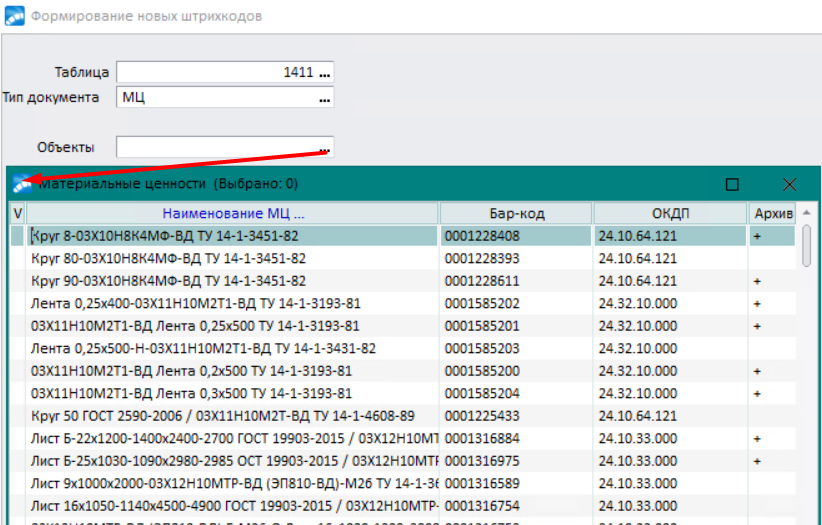 Формирование новых штрихкодов
Таблица 1411 ...
Тип документа МЦ ...
Объекты ...
Материальные ценности (Выбрано: 0)
V Наименование МЦ ... Бар-код ОКДП Архив
Круг 8-03Х10Н8К4МФ-ВД ТУ 14-1-3451-82 0001228408 24.10.64.121 +
Круг 80-03Х10Н8К4МФ-ВД ТУ 14-1-3451-82 0001228393 24.10.64.121
Круг 90-03Х10Н8К4МФ-ВД ТУ 14-1-3451-82 0001228611 24.10.64.121 +
Лента 0,25х400-03Х11Н10М2Т1-ВД ТУ 14-1-3193-81 0001585202 24.32.10.000 +
03Х11Н10М2Т1-ВД Лента 0,25х500 ТУ 14-1-3193-81 0001585201 24.32.10.000 +
Лента 0,25х500-Н-03Х11Н10М2Т1-ВД ТУ 14-1-3431-82 0001585203 24.32.10.000
03Х11Н10М2Т1-ВД Лента 0,2х500 ТУ 14-1-3193-81 0001585200 24.32.10.000 +
03Х11Н10М2Т1-ВД Лента 0,3х500 ТУ 14-1-3193-81 0001585204 24.32.10.000 +
Круг 50 ГОСТ 2590-2006 / 03Х11Н10М2Т-ВД ТУ 14-1-4608-89 0001225433 24.10.64.121
Лист Б-22х1200-1400х2400-2700 ГОСТ 19903-2015 / 03Х12Н10МТ 0001316884 24.10.33.000 +
Лист Б-25х1030-1090х2980-2985 ОСТ 19903-2015 / 03Х12Н10МТР 0001316975 24.10.33.000 +
Лист 9х1000х2000-03Х12Н10МТР-ВД (ЭП810-ВД)-М2б ТУ 14-1-36 0001316589 24.10.33.000
Лист 16х1050-1140х4500-4900 ГОСТ 19903-2015 / 03Х12Н10МТР- 0001316754 24.10.33.000